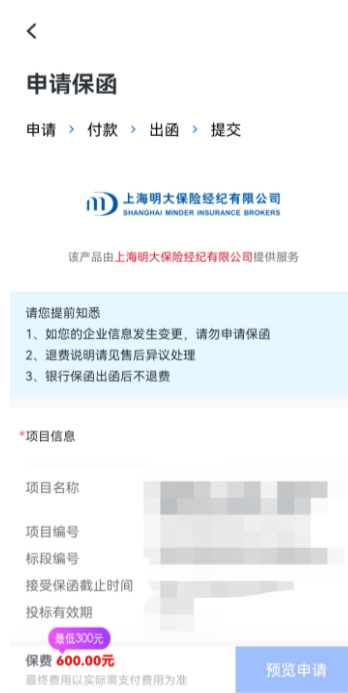 申请保函
申请 > 付款 > 出函 > 提交
上海明大保险经纪有限公司
SHANGHAI MINDER INSURANCE BROKERS
该产品由上海明大保险经纪有限公司提供服务
请您提前知悉
1、如您的企业信息发生变更，请勿申请保函
2、退费说明请见售后异议处理
3、银行保函出函后不退费
*项目信息
项目名称
项目编号
标段编号
接受保函截止时间
投标有效期
最低300元
保费 600.00元
最终费用以实际需支付费用为准
预览申请